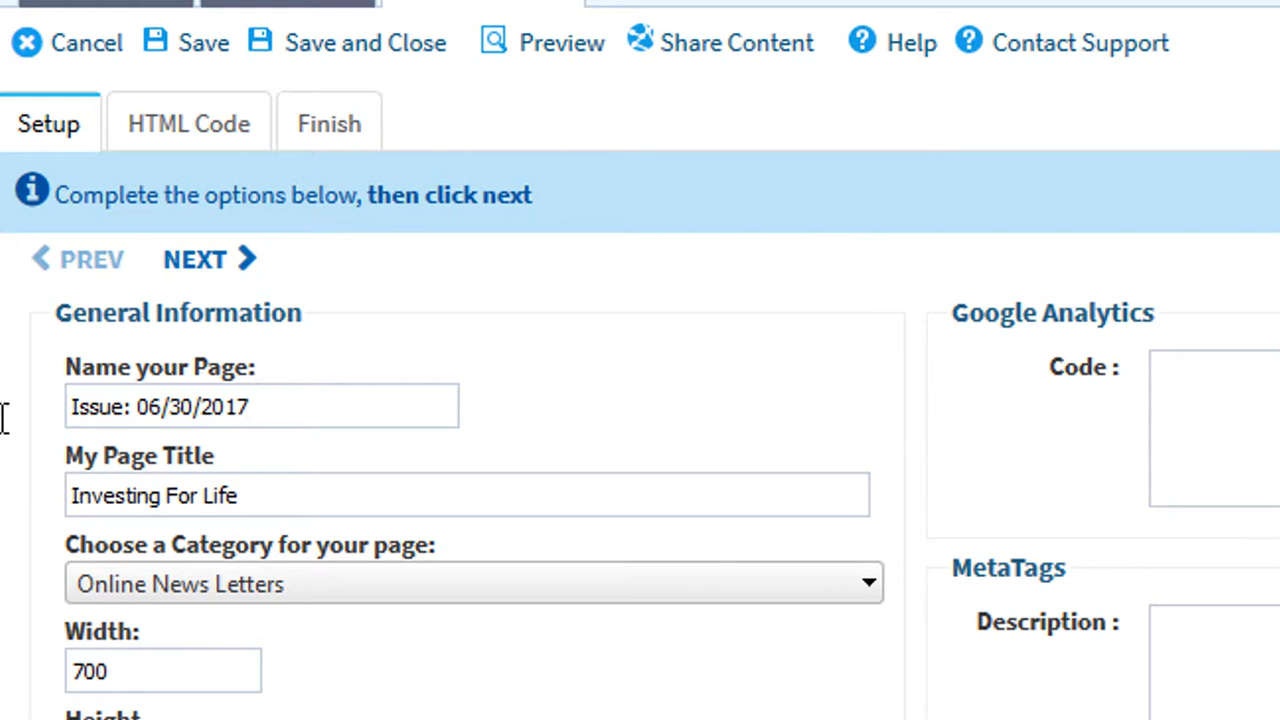 Cancel Save Save and Close Preview Share Content Help Contact Support
Setup HTML Code Finish
Complete the options below, then click next
PREV NEXT
General Information
Name your Page:
Issue: 06/30/2017
My Page Title
Investing For Life
Choose a Category for your page:
Online News Letters
Width:
700
Height
Google Analytics
Code :
MetaTags
Description :